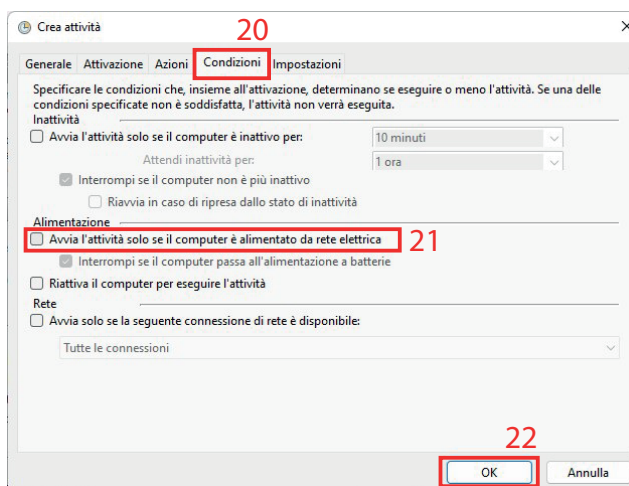 Crea attività
20
Generale Attivazione Azioni Condizioni Impostazioni
Specificare le condizioni che, insieme all'attivazione, determinano se eseguire o meno l'attività. Se una delle
condizioni specificate non è soddisfatta, l'attività non verrà eseguita.
Inattività
Avvia l'attività solo se il computer è inattivo per: 10 minuti
Attendi inattività per: 1 ora
Interrompi se il computer non è più inattivo
Riavvia in caso di ripresa dallo stato di inattività
Alimentazione
Avvia l'attività solo se il computer è alimentato da rete elettrica 21
Interrompi se il computer passa all'alimentazione a batterie
Riattiva il computer per eseguire l'attività
Rete
Avvia solo se la seguente connessione di rete è disponibile:
Tutte le connessioni
22
OK Annulla